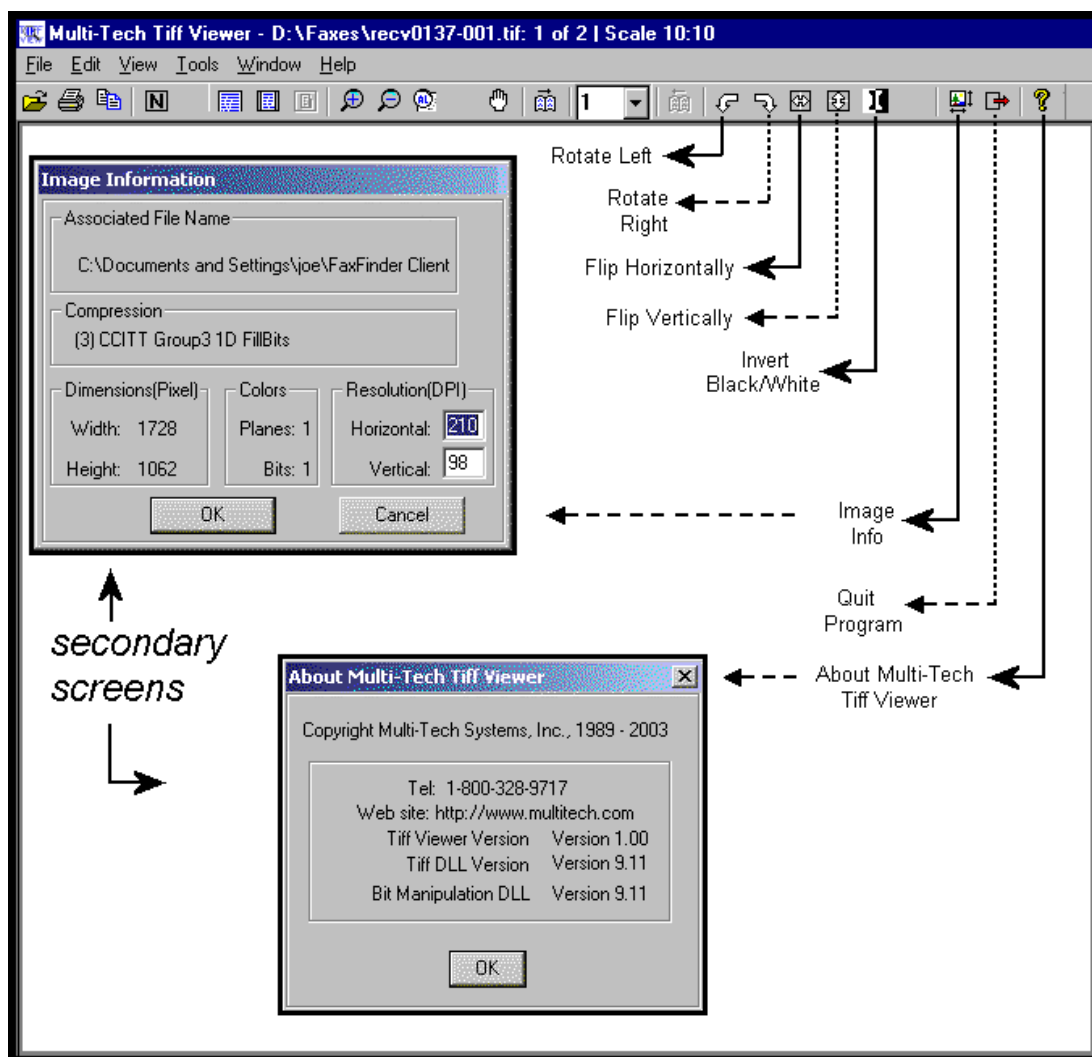 Multi-Tech Tiff Viewer - D:\Faxes\recv0137-001.tif: 1 of 2 | Scale 10:10
File Edit View Tools Window Help
N 1
Rotate Left
Rotate
Right
Flip Horizontally
Flip Vertically
Invert
Black/White
Image
Info
Quit
Program
About Multi-Tech
Tiff Viewer
Image Information
Associated File Name
C:\Documents and Settings\joe\FaxFinder Client
Compression
(3) CCITT Group3 1D FillBits
Dimensions(Pixel) Colors Resolution(DPI)
Width: 1728 Planes: 1 Horizontal: 210
Height: 1062 Bits: 1 Vertical: 98
OK Cancel
secondary
screens
About Multi-Tech Tiff Viewer
Copyright Multi-Tech Systems, Inc., 1989 - 2003
Tel: 1-800-328-9717
Web site: http://www.multitech.com
Tiff Viewer Version Version 1.00
Tiff DLL Version Version 9.11
Bit Manipulation DLL Version 9.11
OK